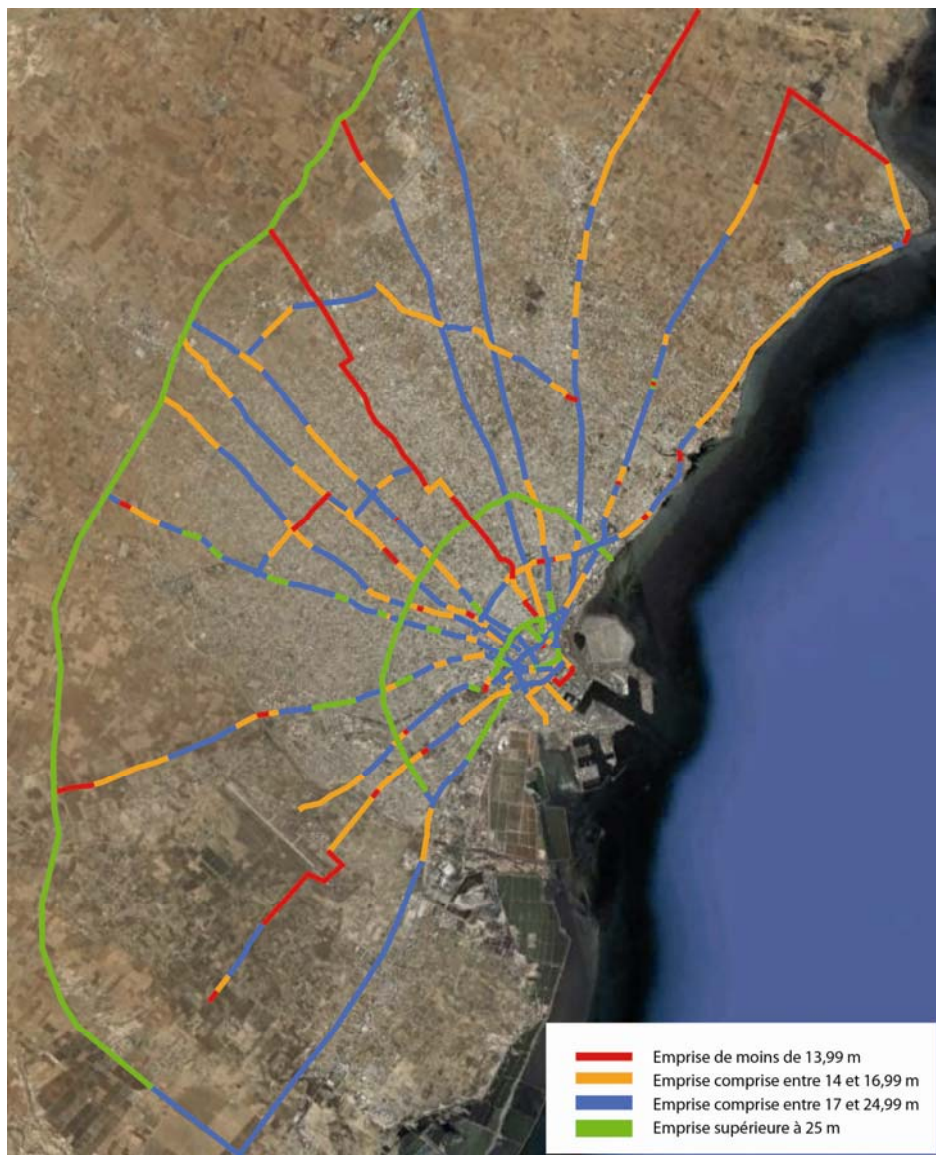 Emprise de moins de 13,99 m
Emprise comprise entre 14 et 16,99 m
Emprise comprise entre 17 et 24,99 m
Emprise supérieure à 25 m